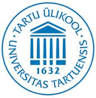 TARTU ÜLIKOOL
1632
UNIVERSITAS TARTUENSIS